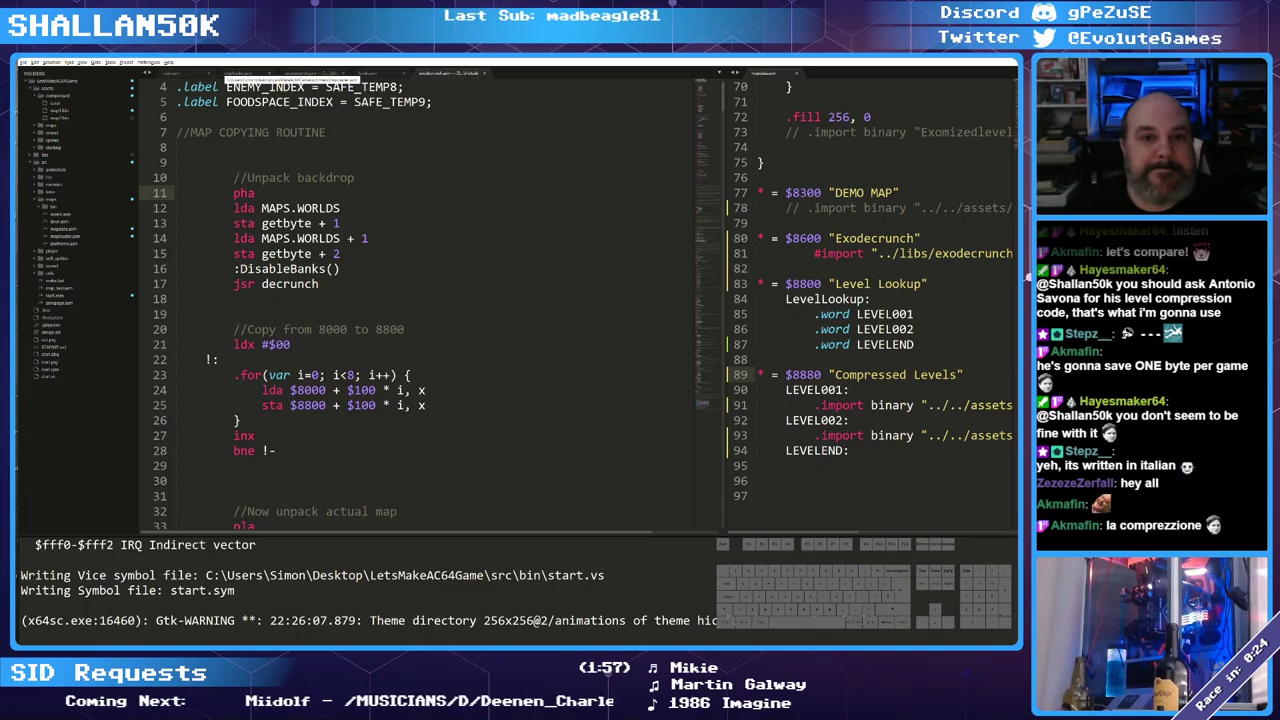 SHALLAN50K
Last Sub: madbeagle81
Discord gPeZuSE
Twitter @EvoluteGames
4 .label ENEMY_INDEX = SAFE_TEMP8;
5 .label FOODSPACE_INDEX = SAFE_TEMP9;
6
7 //MAP COPYING ROUTINE
8
9
10 //Unpack backdrop
11 pha
12 lda MAPS.WORLDS
13 sta getbyte + 1
14 lda MAPS.WORLDS + 1
15 sta getbyte + 2
16 :DisableBanks()
17 jsr decrunch
18
19
20 //Copy from 8000 to 8800
21 ldx #$00
22 !:
23 .for(var i=0; i<8; i++) {
24 lda $8000 + $100 * i, x
25 sta $8800 + $100 * i, x
26 }
27 inx
28 bne !-
29
30
31
32 //Now unpack actual map
33 pla
70 }
71
72 .fill 256, 0
73 // .import binary "Exomizedlevel
74
75 }
76
77 * = $8300 "DEMO MAP"
78 // .import binary "../../assets/
79
80 * = $8600 "Exodecrunch"
81 #import "../libs/exodecrunch
82
83 * = $8800 "Level Lookup"
84 LevelLookup:
85 .word LEVEL001
86 .word LEVEL002
87 .word LEVELEND
88
89 * = $8880 "Compressed Levels"
90 LEVEL001:
91 .import binary "../../assets
92 LEVEL002:
93 .import binary "../../assets
94 LEVELEND:
95
96
97
$fff0-$fff2 IRQ Indirect vector
Writing Vice symbol file: C:\Users\Simon\Desktop\LetsMakeAC64Game\src\bin\start.vs
Writing Symbol file: start.sym
(x64sc.exe:16460): Gtk-WARNING **: 22:26:07.879: Theme directory 256x256@2/animations of theme hic
Hayesmaker64: !listen
Akmafin: let's compare!
Hayesmaker64:
@Shallan50k you should ask Antonio
Savona for his level compression
code, that's what I'm gonna use
Stepz__: ---
Akmafin:
he's gonna save ONE byte per game
Hayesmaker64:
@Shallan50k you don't seem to
be fine with it
Stepz__:
yeh, its written in italian
ZezezeZerfall: hey all
Akmafin:
Akmafin: la comprezzione
SID Requests
(1:57) Mikie
Martin Galway
1986 Imagine
Coming Next: Miidolf - /MUSICIANS/D/Deenen_Charle
Race in: 0:24